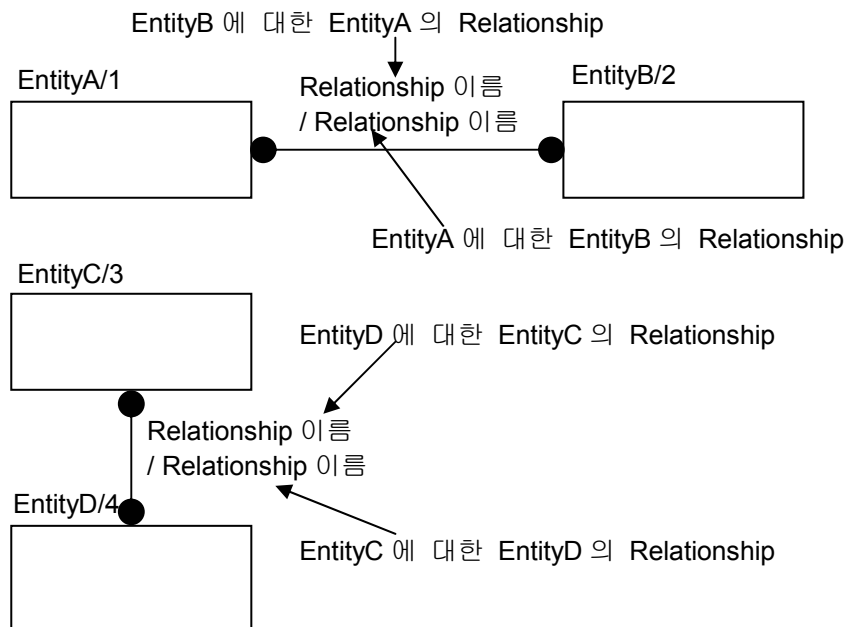 EntityB 에 대한 EntityA 의 Relationship
EntityA/1
Relationship 이름
/ Relationship 이름
EntityB/2
EntityA 에 대한 EntityB 의 Relationship
EntityC/3
EntityD 에 대한 EntityC 의 Relationship
Relationship 이름
/ Relationship 이름
EntityD/4
EntityC 에 대한 EntityD 의 Relationship